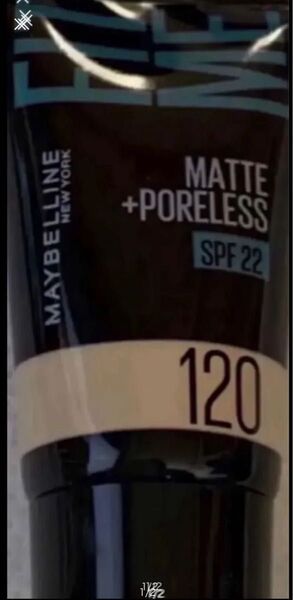 FIT
ME
MAYBELLINE
NEW YORK
MATTE
+PORELESS
SPF 22
120